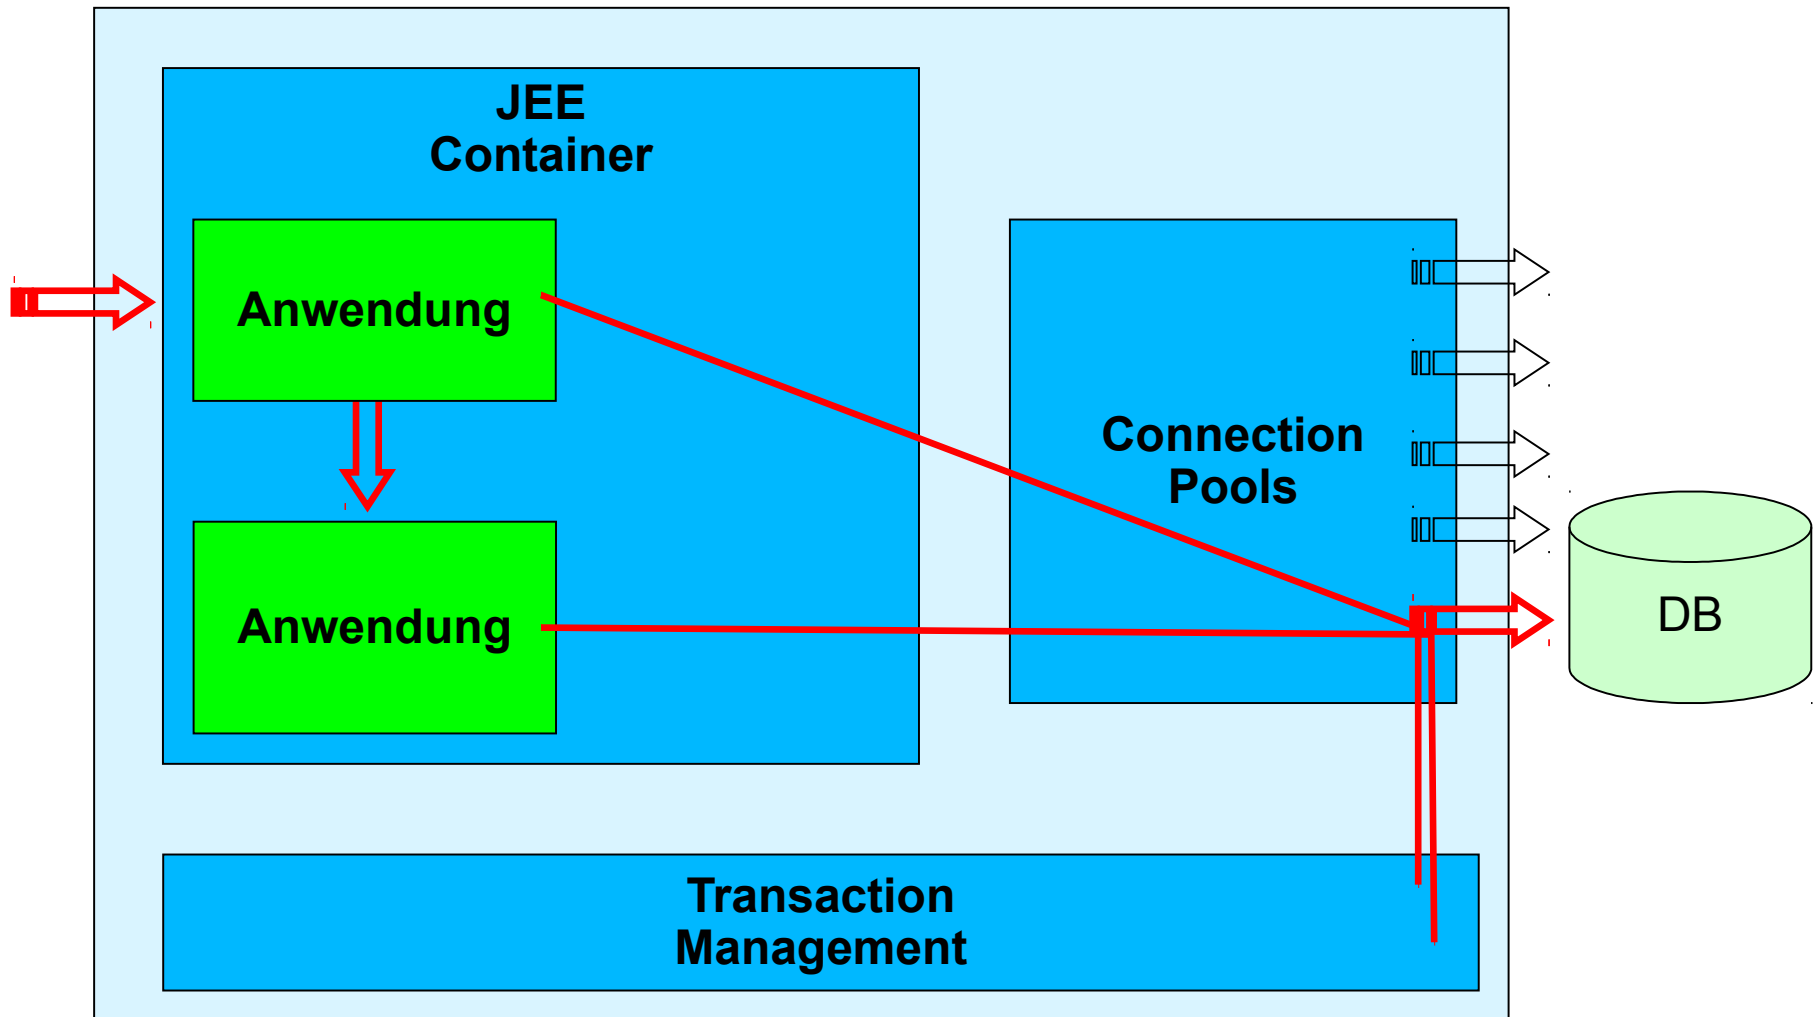 JEE
Container
Anwendung
Connection
Pools
Anwendung
DB
Transaction
Management